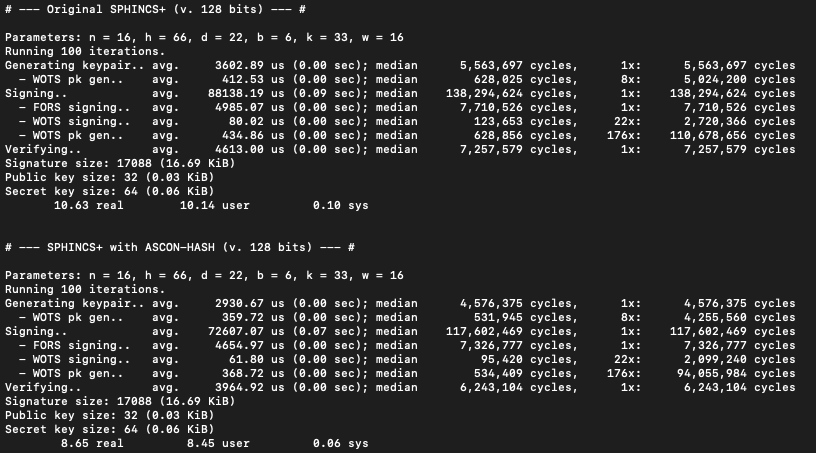 # --- Original SPHINCS+ (v. 128 bits) --- #
Parameters: n = 16, h = 66, d = 22, b = 6, k = 33, w = 16
Running 100 iterations.
Generating keypair.. avg. 3602.89 us (0.00 sec); median 5,563,697 cycles, 1x: 5,563,697 cycles
- WOTS pk gen.. avg. 412.53 us (0.00 sec); median 628,025 cycles, 8x: 5,024,200 cycles
Signing.. avg. 88138.19 us (0.09 sec); median 138,294,624 cycles, 1x: 138,294,624 cycles
- FORS signing.. avg. 4985.07 us (0.00 sec); median 7,710,526 cycles, 1x: 7,710,526 cycles
- WOTS signing.. avg. 80.02 us (0.00 sec); median 123,653 cycles, 22x: 2,720,366 cycles
- WOTS pk gen.. avg. 434.86 us (0.00 sec); median 628,856 cycles, 176x: 110,678,656 cycles
Verifying.. avg. 4613.00 us (0.00 sec); median 7,257,579 cycles, 1x: 7,257,579 cycles
Signature size: 17088 (16.69 KiB)
Public key size: 32 (0.03 KiB)
Secret key size: 64 (0.06 KiB)
10.63 real 10.14 user 0.10 sys
# --- SPHINCS+ with ASCON-HASH (v. 128 bits) --- #
Parameters: n = 16, h = 66, d = 22, b = 6, k = 33, w = 16
Running 100 iterations.
Generating keypair.. avg. 2930.67 us (0.00 sec); median 4,576,375 cycles, 1x: 4,576,375 cycles
- WOTS pk gen.. avg. 359.72 us (0.00 sec); median 531,945 cycles, 8x: 4,255,560 cycles
Signing.. avg. 72607.07 us (0.07 sec); median 117,602,469 cycles, 1x: 117,602,469 cycles
- FORS signing.. avg. 4654.97 us (0.00 sec); median 7,326,777 cycles, 1x: 7,326,777 cycles
- WOTS signing.. avg. 61.80 us (0.00 sec); median 95,420 cycles, 22x: 2,099,240 cycles
- WOTS pk gen.. avg. 368.72 us (0.00 sec); median 534,409 cycles, 176x: 94,055,984 cycles
Verifying.. avg. 3964.92 us (0.00 sec); median 6,243,104 cycles, 1x: 6,243,104 cycles
Signature size: 17088 (16.69 KiB)
Public key size: 32 (0.03 KiB)
Secret key size: 64 (0.06 KiB)
8.65 real 8.45 user 0.06 sys